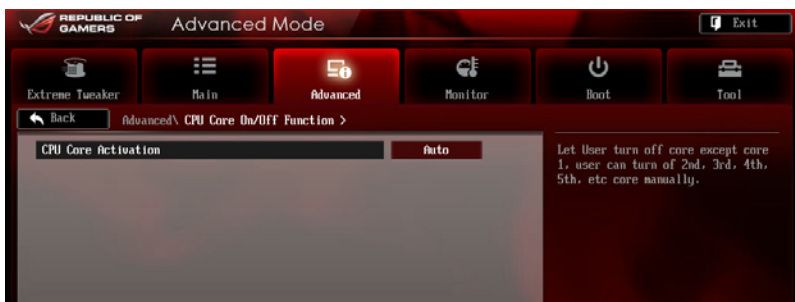 REPUBLIC OF
GAMERS
Advanced Mode
Exit
Extreme Tweaker
Main
Advanced
Monitor
Boot
Tool
Back
Advanced\ CPU Core On/Off Function >
CPU Core Activation
Auto
Let User turn off core except core
1, user can turn of 2nd, 3rd, 4th,
5th, etc core manually.